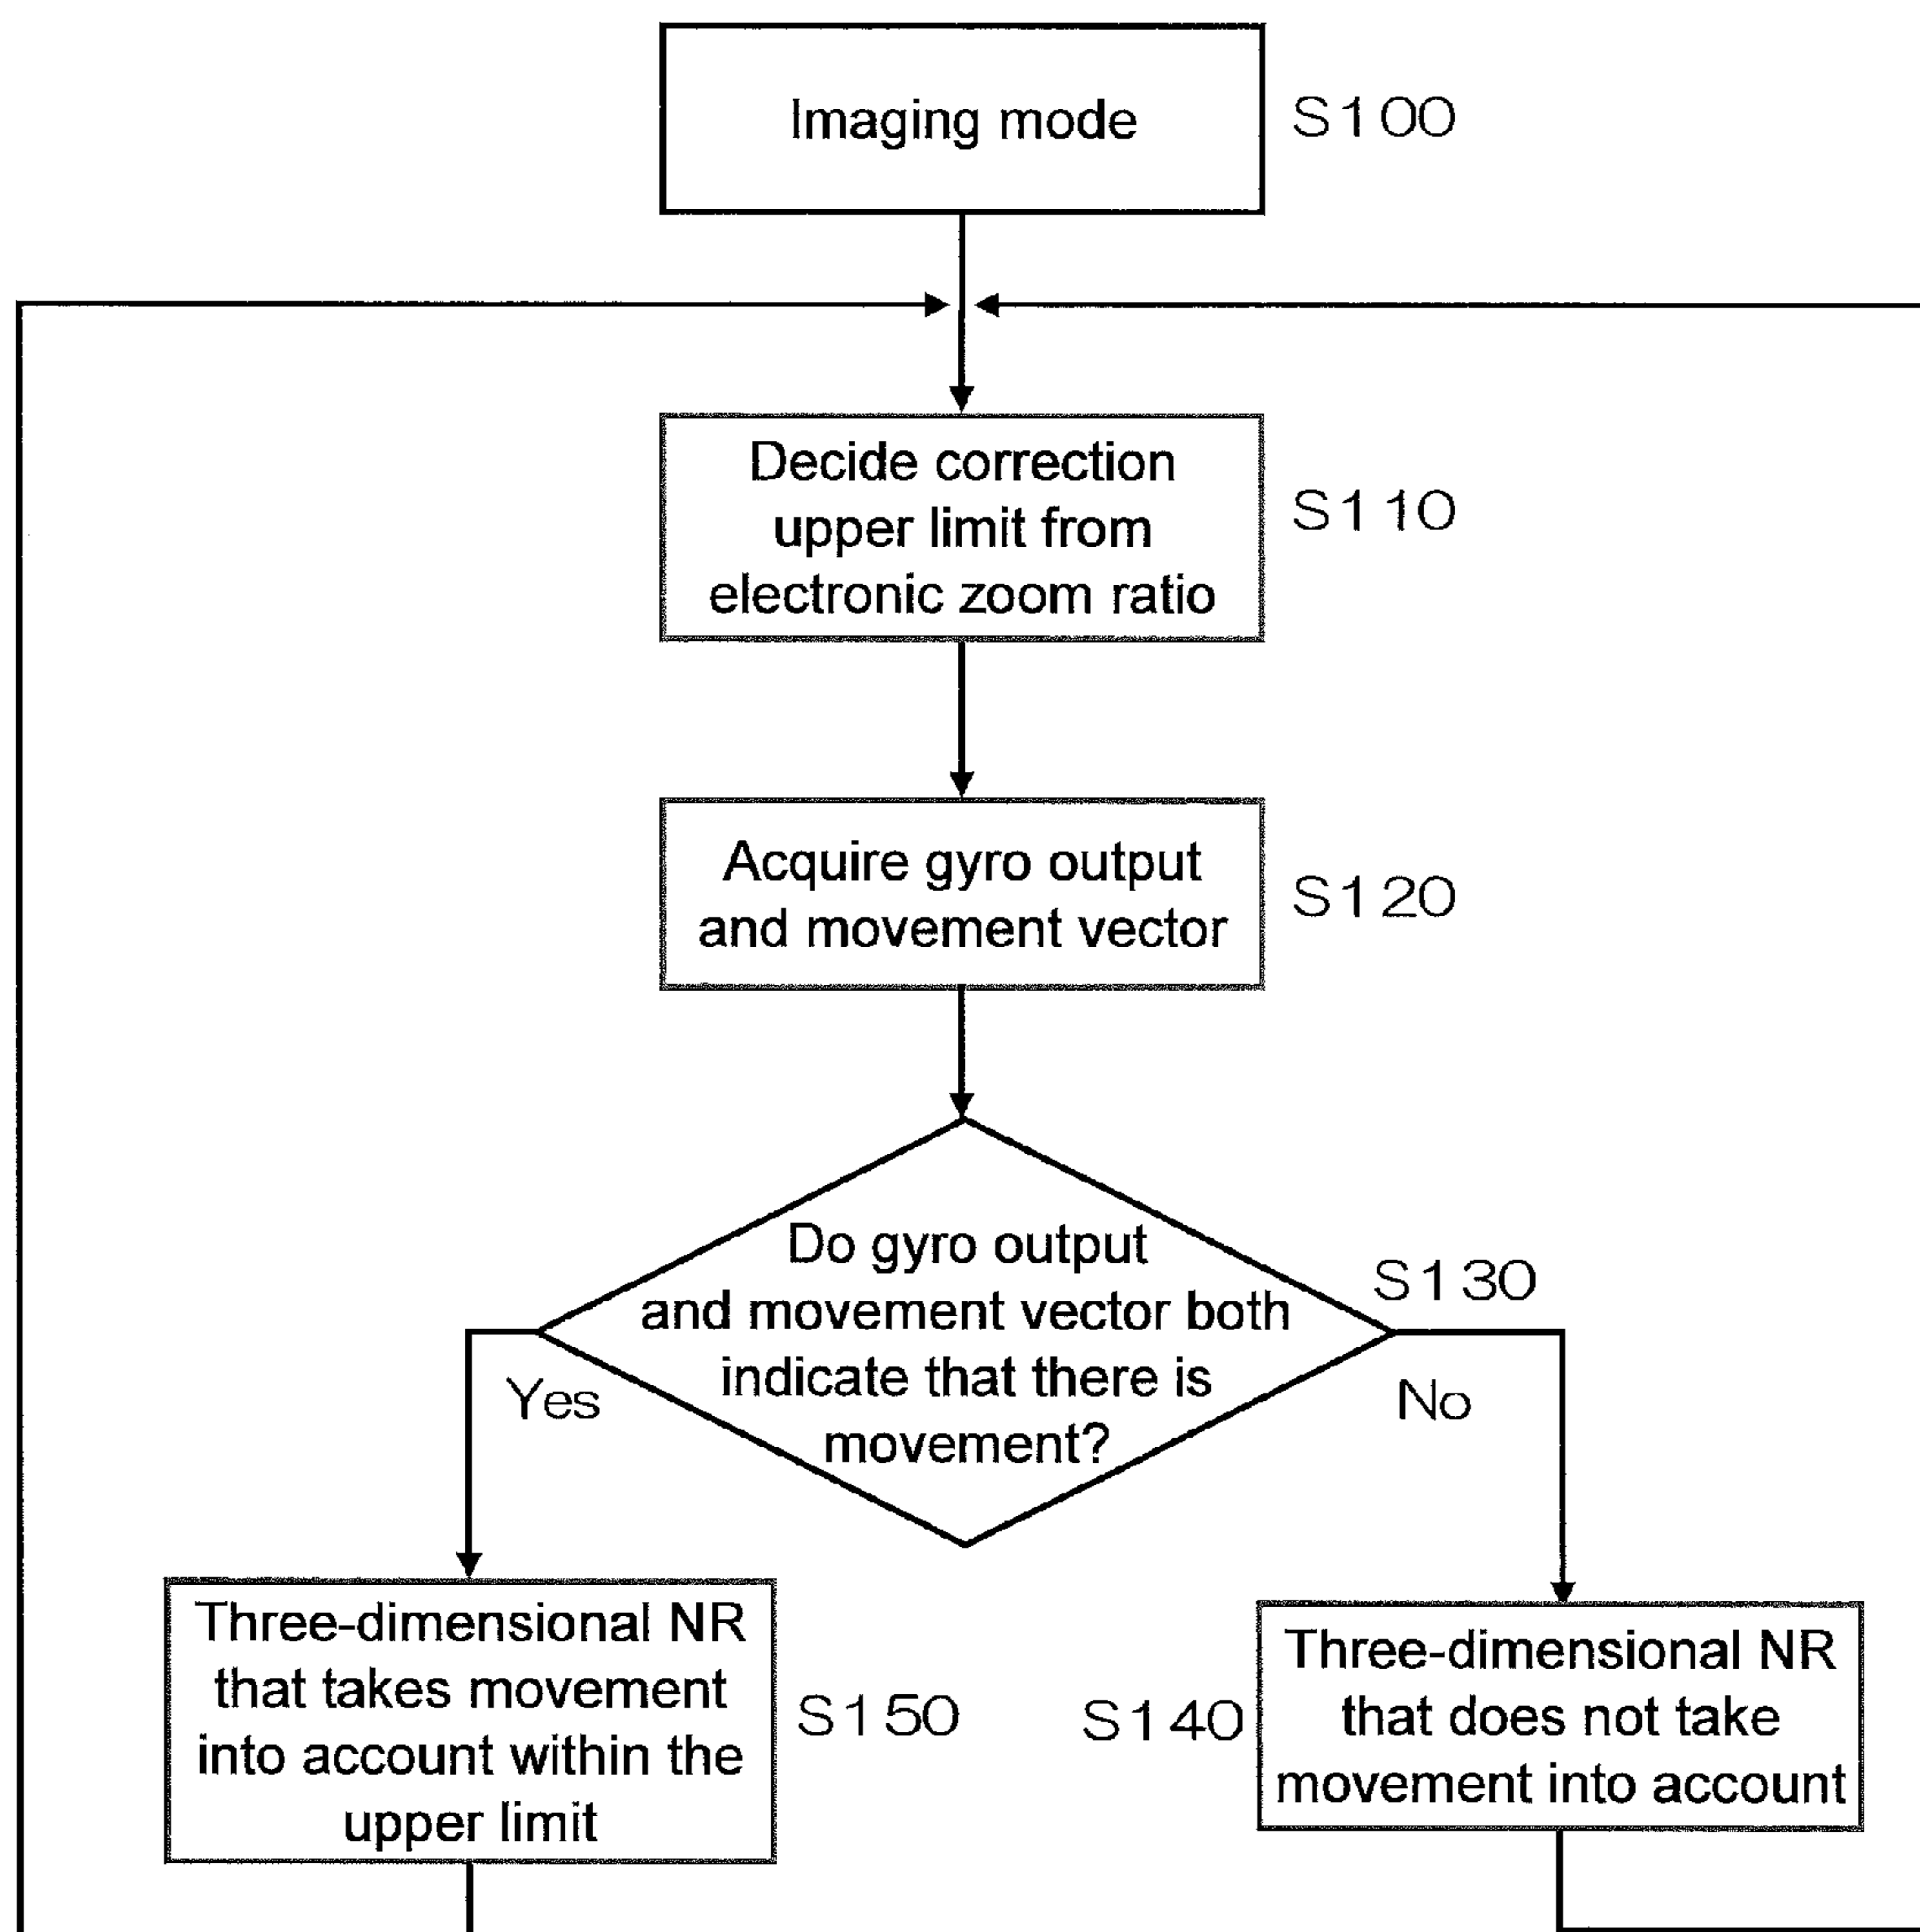 Imaging mode
S100
Decide correction
upper limit from
electronic zoom ratio
S110
Acquire gyro output
and movement vector
S120
Do gyro output
and movement vector both
indicate that there is
movement?
S130
Yes
No
Three-dimensional NR
that takes movement
into account within the
upper limit
S150
S140
Three-dimensional NR
that does not take
movement into account